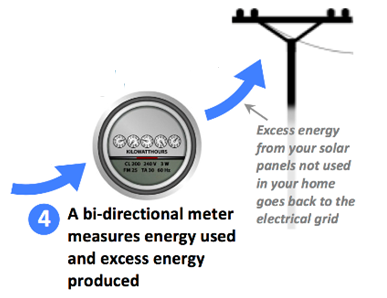 KILOWATTHOURS
CL 200 240 V 3 W
FM 2S TA 30 60 Hz
Excess energy
from your solar
panels not used
in your home
goes back to the
electrical grid
4
A bi-directional meter
measures energy used
and excess energy
produced